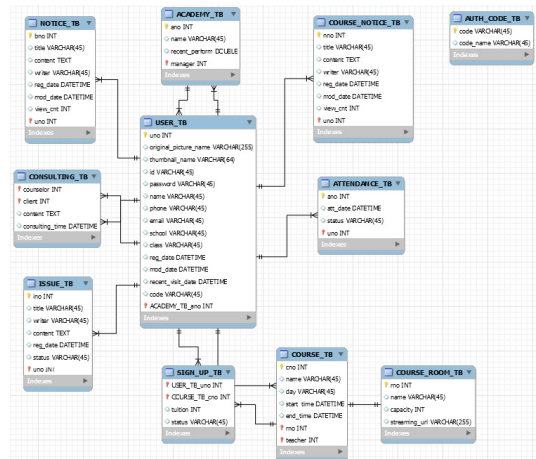 NOTICE_TB
bno INT
title VARCHAR(45)
content TEXT
writer VARCHAR(45)
reg_date DATETIME
mod_date DATETIME
view_cnt INT
uno INT
Indexes
ACADEMY_TB
ano INT
name VARCHAR(45)
recent_perform DCUBLE
manager INT
Indexes
COURSE_NOTICE_TB
nno INT
title VARCHAR(45)
content TEXT
writer VARCHAR(45)
reg_date DATETIME
mod_date DATETIME
view_cnt INT
uno INT
Indexes
AUTH_CODE_TB
code VARCHAR(45)
code_name VARCHAR(45)
Indexes
USER_TB
uno INT
original_picture_name VARCHAR(255)
thumbnail_name VARCHAR(64)
id VARCHAR(45)
password VARCHAR(45)
name VARCHAR(45)
phone VARCHAR(45)
email VARCHAR(45)
school VARCHAR(45)
class VARCHAR(45)
reg_date DATETIME
mod_date DATETIME
recent_visit_date DATETIME
code VARCHAR(45)
ACADEMY_TB_ano INT
Indexes
CONSULTING_TB
counselor INT
client INT
content TEXT
consulting_time DATETIME
Indexes
ATTENDANCE_TB
ano INT
att_date DATETIME
status VARCHAR(45)
uno INT
Indexes
ISSUE_TB
ino INT
title VARCHAR(45)
writer VARCHAR(45)
content TEXT
reg_date DATETIME
status VARCHAR(45)
uno INT
Indexes
SIGN_UP_TB
USER_TB_uno INT
COURSE_TB_cno INT
tuition INT
status VARCHAR(45)
Indexes
COURSE_TB
cno INT
name VARCHAR(45)
day VARCHAR(45)
start_time DATETIME
end_time DATETIME
rno INT
teacher INT
Indexes
COURSE_ROOM_TB
rno INT
name VARCHAR(45)
capacity INT
streaming_url VARCHAR(255)
Indexes